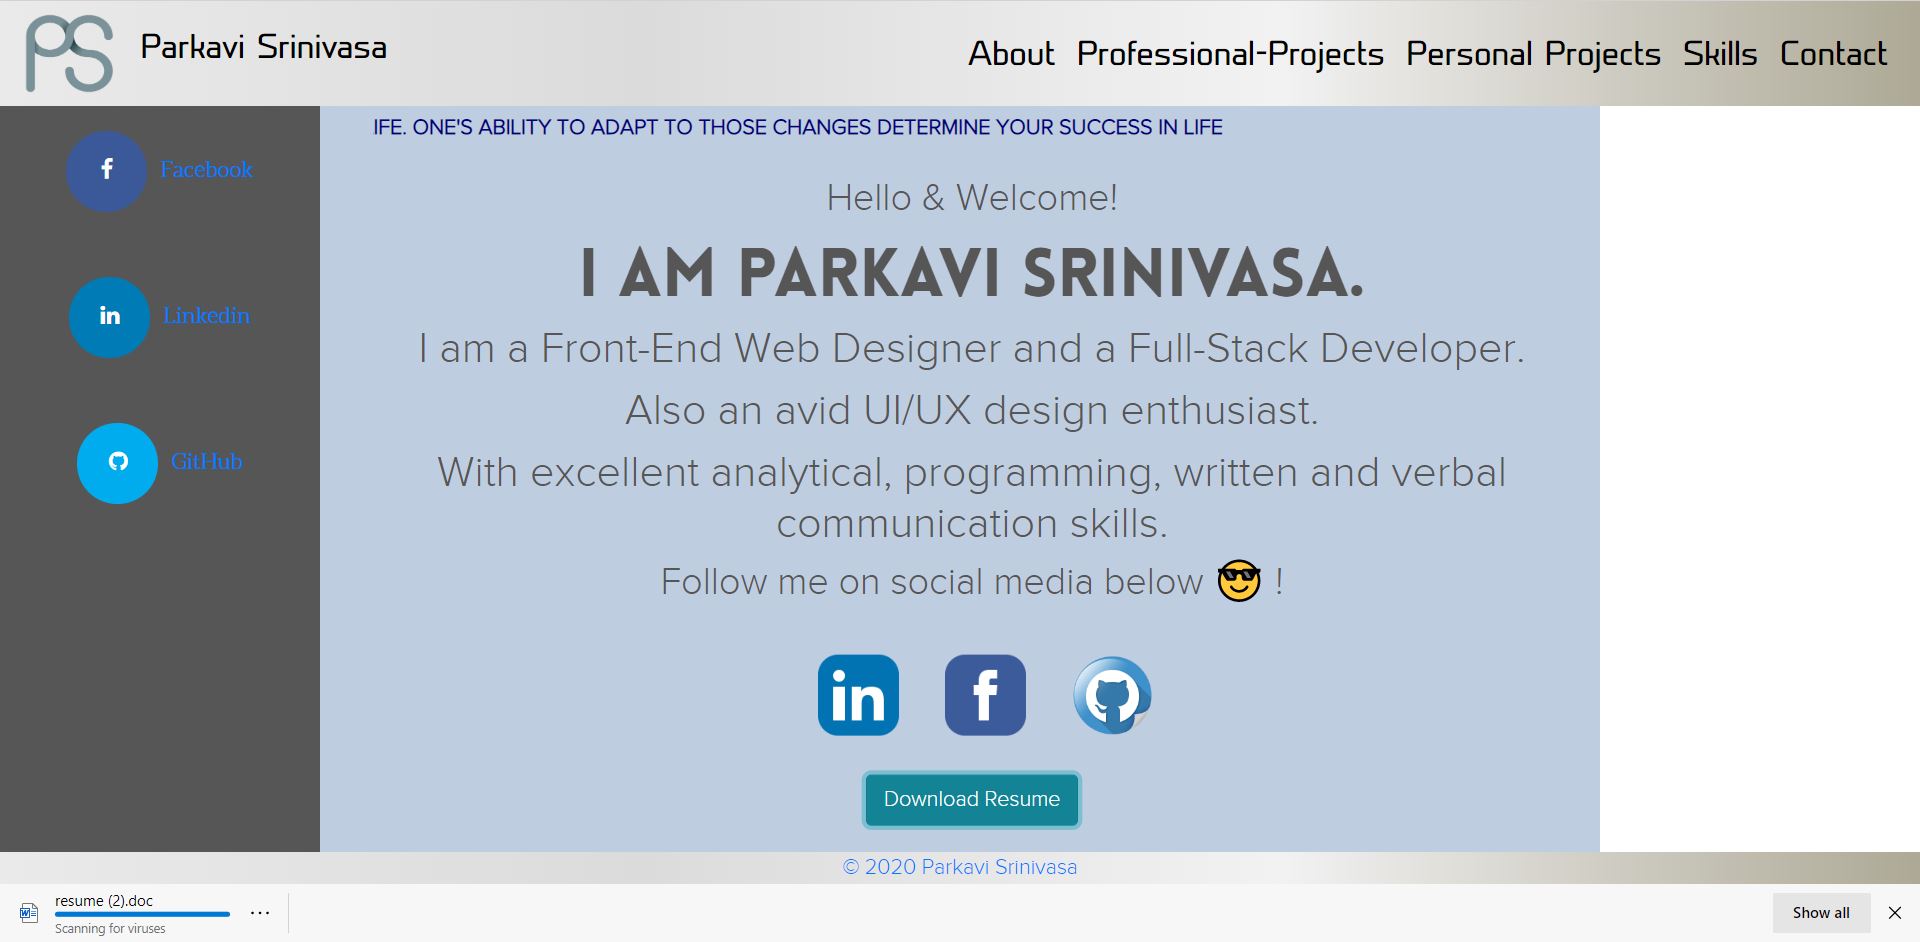 PS
Parkavi Srinivasa
About Professional-Projects Personal Projects Skills Contact
Facebook
Linkedin
GitHub
IFE. ONE'S ABILITY TO ADAPT TO THOSE CHANGES DETERMINE YOUR SUCCESS IN LIFE
Hello & Welcome!
I AM PARKAVI SRINIVASA.
I am a Front-End Web Designer and a Full-Stack Developer.
Also an avid UI/UX design enthusiast.
With excellent analytical, programming, written and verbal
communication skills.
Follow me on social media below 😎 !
Download Resume
© 2020 Parkavi Srinivasa
resume (2).doc
Scanning for viruses
Show all